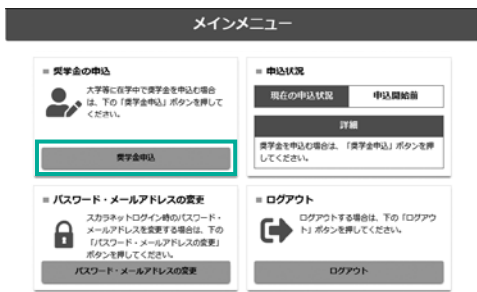 メインメニュー
奨学金の申込
大学等に在学中で奨学金を申込む場合
は、下の「奨学金申込」ボタンを押して
ください。
奨学金申込
申込状況
現在の申込状況 申込開始前
詳細
奨学金を申込む場合は、「奨学金申込」ボタンを押
してください。
パスワード・メールアドレスの変更
スカラネットログイン時のパスワード・
メールアドレスを変更する場合は、下の
「パスワード・メールアドレスの変更」
ボタンを押してください。
パスワード・メールアドレスの変更
ログアウト
ログアウトする場合は、下の「ログアウ
ト」ボタンを押してください。
ログアウト